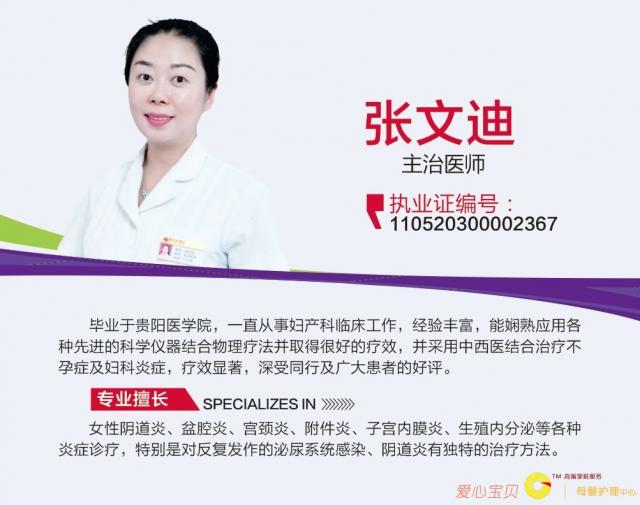 张文迪
主治医师
执业证编号：
110520300002367
毕业于贵阳医学院，一直从事妇产科临床工作，经验丰富，能娴熟应用各
种先进的科学仪器结合物理疗法并取得很好的疗效，并采用中西医结合治疗不
孕症及妇科炎症，疗效显著，深受同行及广大患者的好评。
专业擅长 SPECIALIZES IN
女性阴道炎、盆腔炎、宫颈炎、附件炎、子宫内膜炎、生殖内分泌等各种
炎症诊疗，特别是对反复发作的泌尿系统感染、阴道炎有独特的治疗方法。
TM 高端家庭服务
爱心宝贝 母婴护理中心